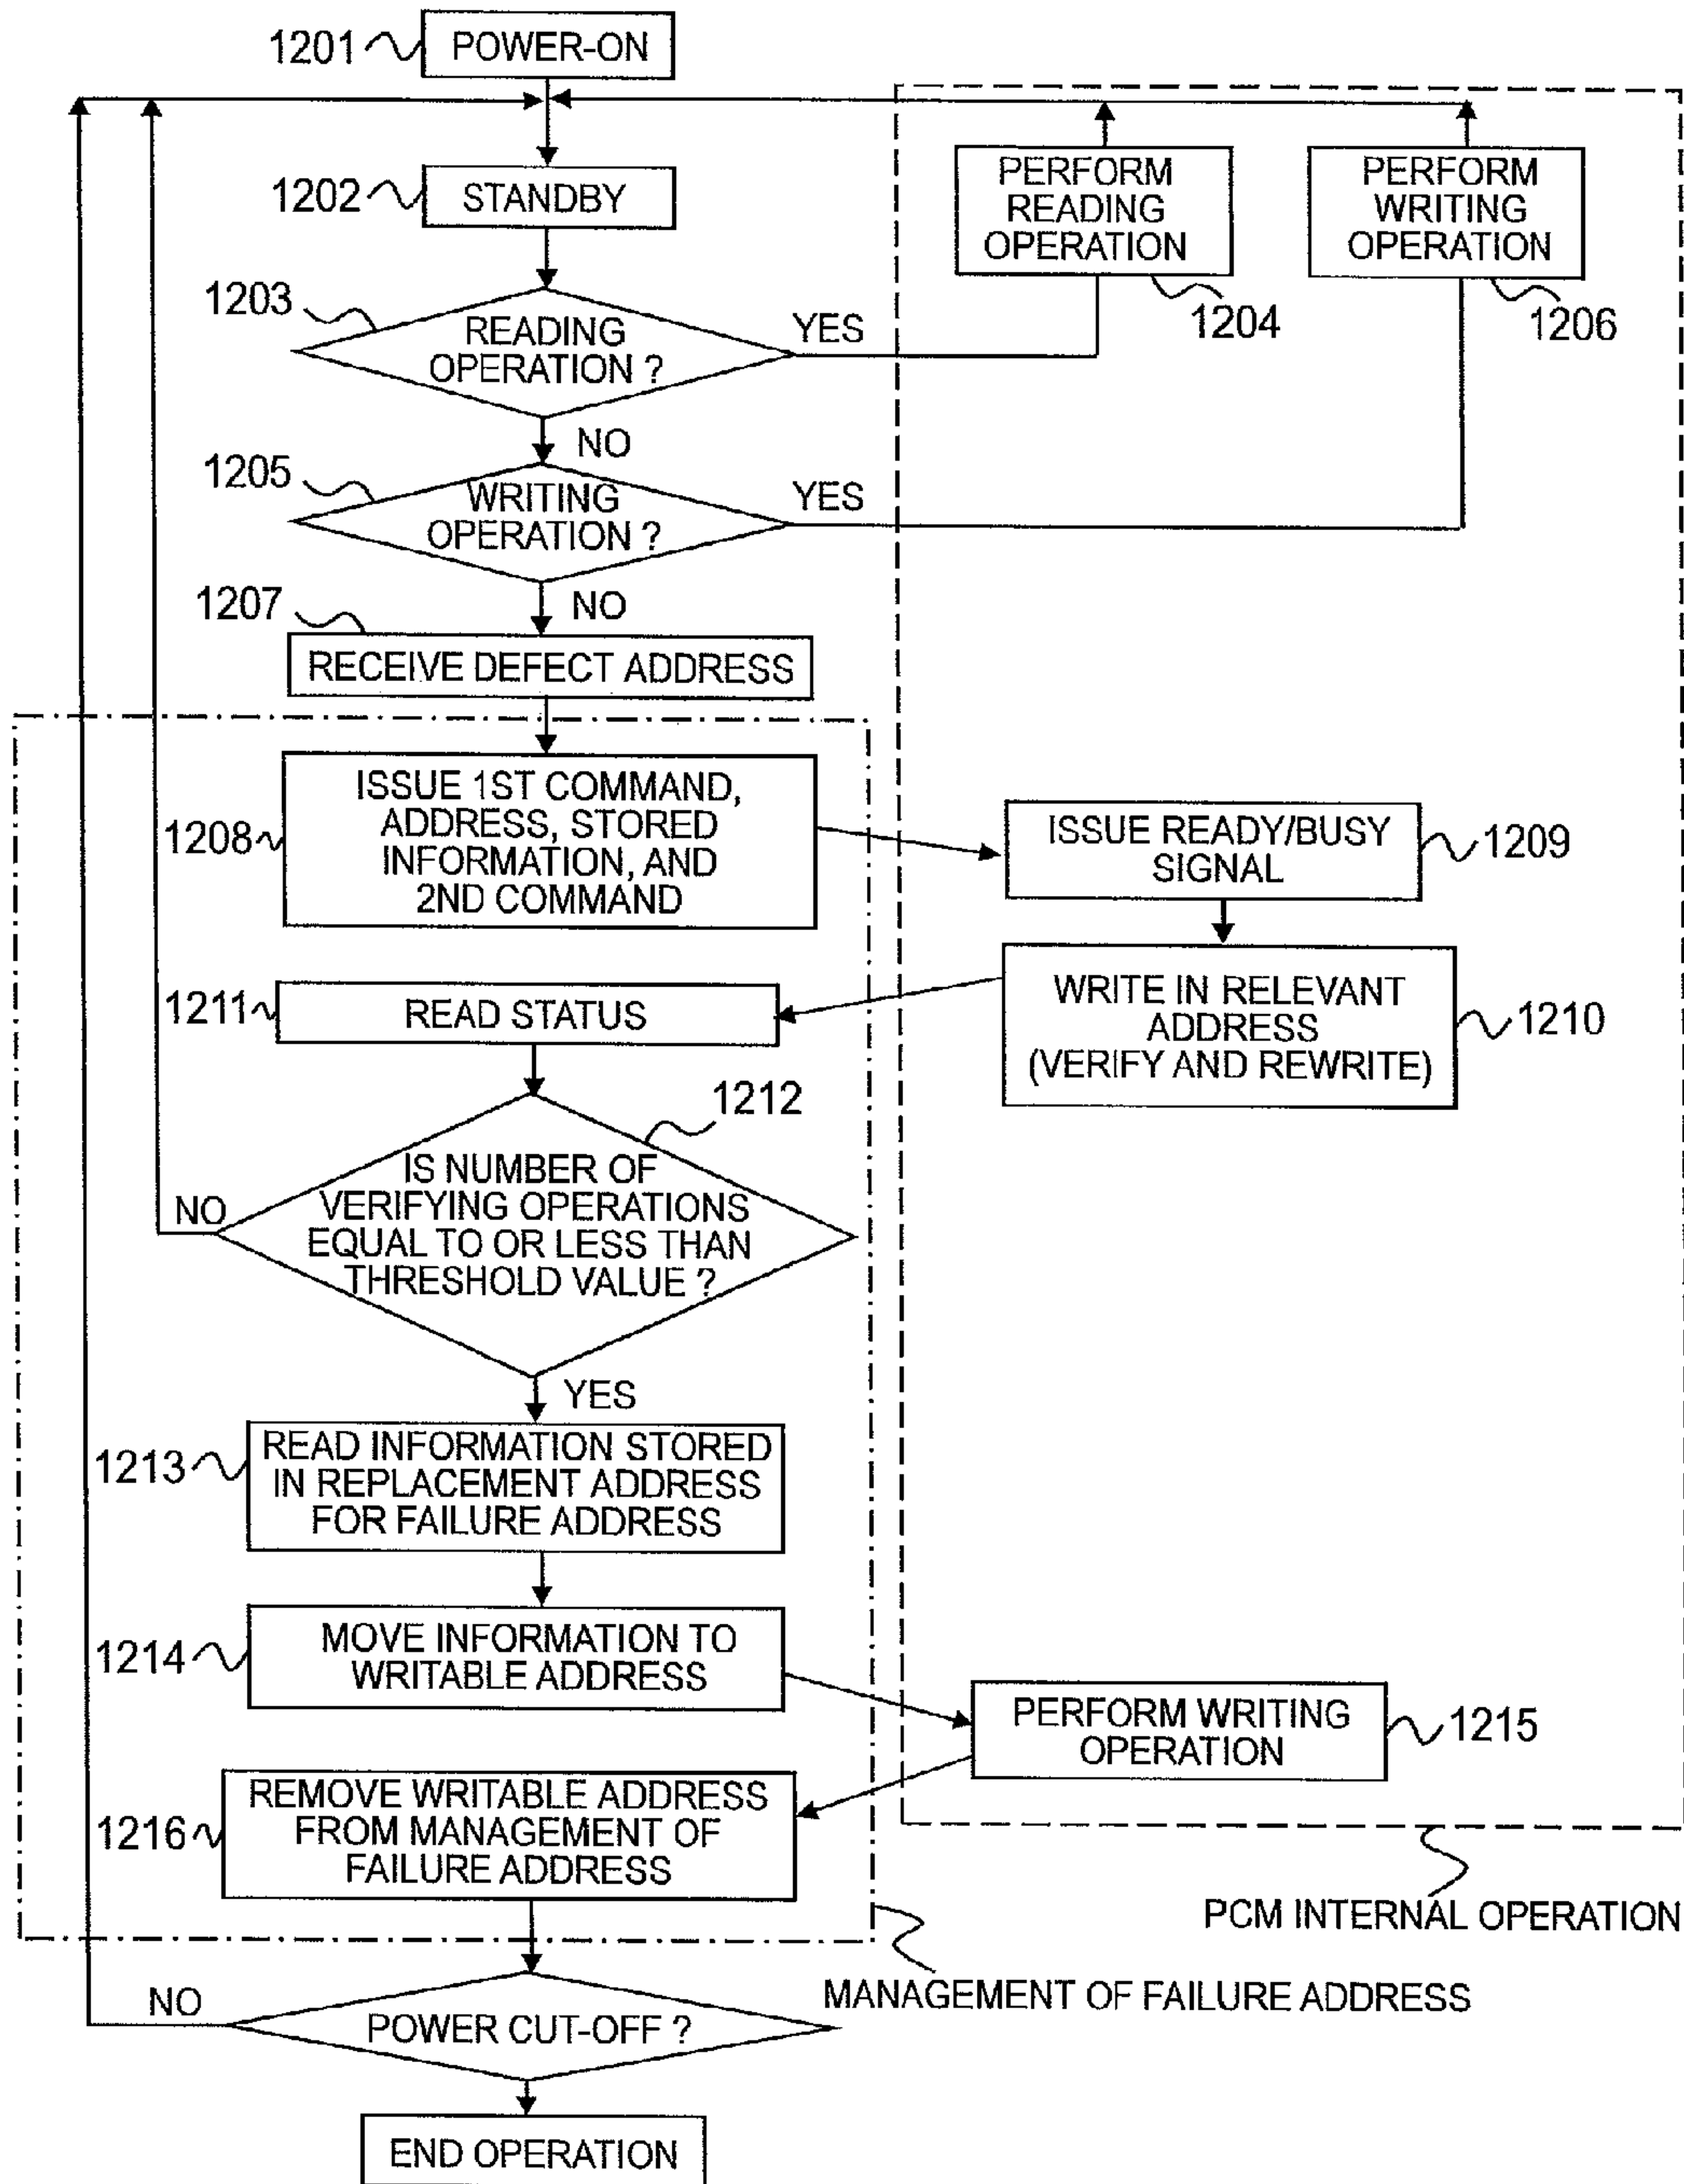 1201
POWER-ON
1202
STANDBY
PERFORM
READING
OPERATION
1204
PERFORM
WRITING
OPERATION
1206
1203
READING
OPERATION ?
YES
NO
1205
WRITING
OPERATION ?
YES
NO
1207
RECEIVE DEFECT ADDRESS
1208
ISSUE 1ST COMMAND,
ADDRESS, STORED
INFORMATION, AND
2ND COMMAND
ISSUE READY/BUSY
SIGNAL
1209
WRITE IN RELEVANT
ADDRESS
(VERIFY AND REWRITE)
1210
1211
READ STATUS
1212
IS NUMBER OF
VERIFYING OPERATIONS
EQUAL TO OR LESS THAN
THRESHOLD VALUE ?
NO
YES
1213
READ INFORMATION STORED
IN REPLACEMENT ADDRESS
FOR FAILURE ADDRESS
1214
MOVE INFORMATION TO
WRITABLE ADDRESS
PERFORM WRITING
OPERATION
1215
1216
REMOVE WRITABLE ADDRESS
FROM MANAGEMENT OF
FAILURE ADDRESS
PCM INTERNAL OPERATION
MANAGEMENT OF FAILURE ADDRESS
NO
POWER CUT-OFF ?
END OPERATION